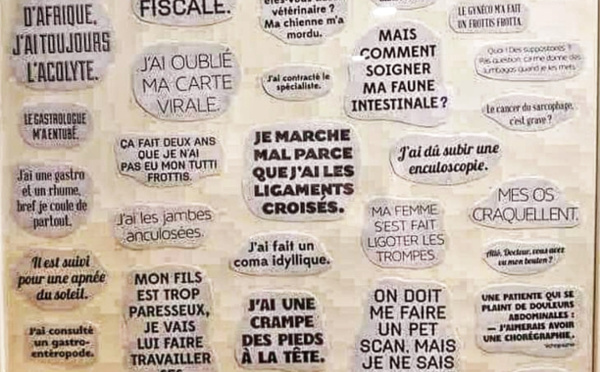 D'AFRIQUE,
J'AI TOUJOURS
L'ACOLYTE.
FISCALE.
vétérinaire ?
Ma chienne m'a
mordu.
MAIS
COMMENT
SOIGNER
MA FAUNE
INTESTINALE ?
LE GYNÉCO M'A FAIT
UN FROTTIS FROTTA.
J'AI OUBLIÉ
MA CARTE
VIRALE.
J'ai contracté le
spécialiste.
Quoi ! Des suppositoires ?
Pas question, ça me donne des
lumbagos quand je les mets.
LE GASTROLOGUE
M'A ENTUBÉ.
ÇA FAIT DEUX ANS
QUE JE N'AI
PAS EU MON TUTTI
FROTTIS.
JE MARCHE
MAL PARCE
QUE J'AI LES
LIGAMENTS
CROISÉS.
J'ai dû subir une
enculoscopie.
Le cancer du sarcophage,
c'est grave ?
J'ai une gastro
et un rhume,
bref je coule de
partout.
J'ai les jambes
anculosées.
MA FEMME
S'EST FAIT
LIGOTER LES
TROMPES.
MES OS
CRAQUELLENT.
Il est suivi
pour une apnée
du soleil.
J'ai fait un
coma idyllique.
Allô, Docteur, vous avez
vu mon bouton ?
J'ai consulté
un gastro-
entéropode.
MON FILS
EST TROP
PARESSEUX,
JE VAIS
LUI FAIRE
TRAVAILLER
J'AI UNE
CRAMPE
DES PIEDS
À LA TÊTE.
ON DOIT
ME FAIRE
UN PET
SCAN, MAIS
JE NE SAIS
UNE PATIENTE QUI SE
PLAINT DE DOULEURS
ABDOMINALES :
— J'AIMERAIS AVOIR
UNE CHORÉGRAPHIE.